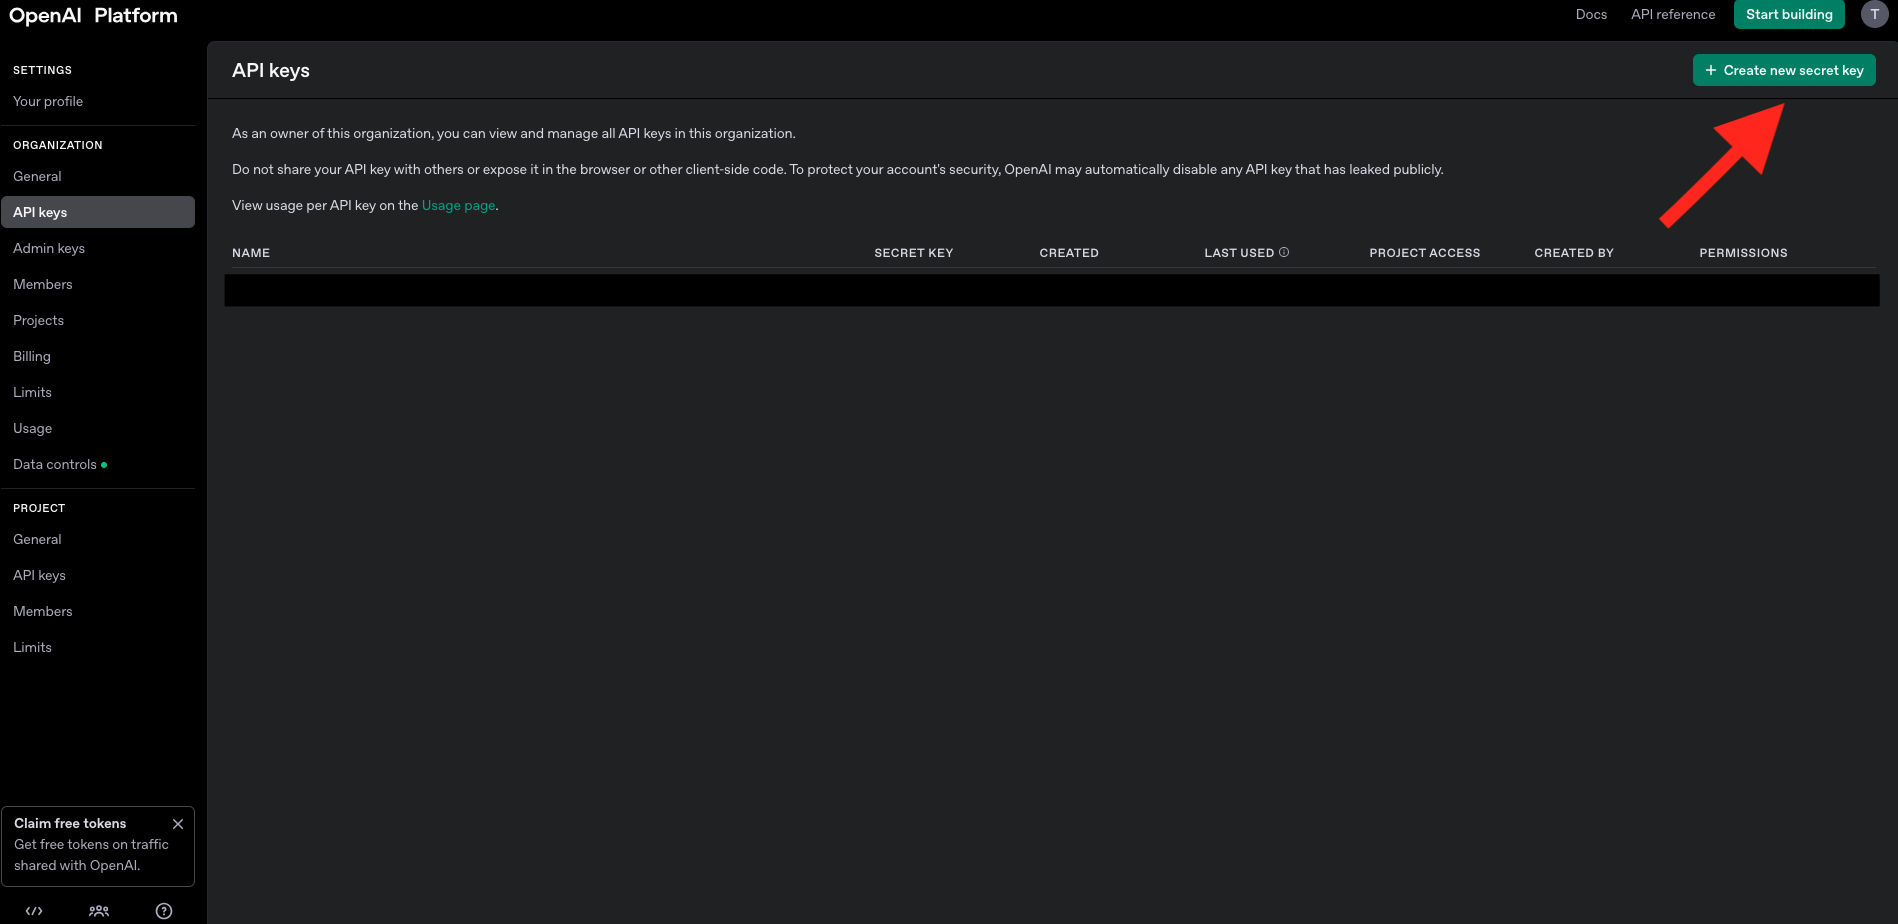 OpenAI Platform
Docs
API reference
Start building
T
SETTINGS
Your profile
ORGANIZATION
General
API keys
Admin keys
Members
Projects
Billing
Limits
Usage
Data controls
PROJECT
General
API keys
Members
Limits
Claim free tokens
Get free tokens on traffic
shared with OpenAI.
API keys
+ Create new secret key
As an owner of this organization, you can view and manage all API keys in this organization.
Do not share your API key with others or expose it in the browser or other client-side code. To protect your account's security, OpenAI may automatically disable any API key that has leaked publicly.
View usage per API key on the Usage page.
NAME SECRET KEY CREATED LAST USED PROJECT ACCESS CREATED BY PERMISSIONS